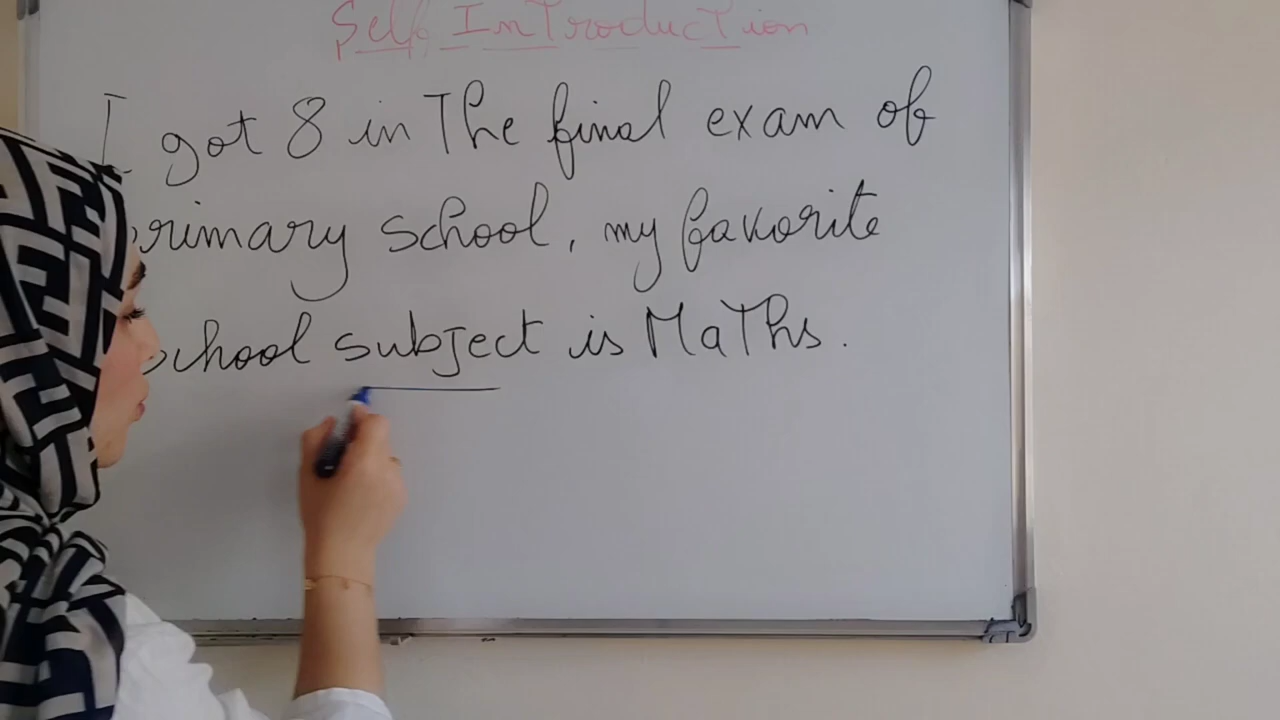 Self Introduction
I got 8 in The final exam of
primary school, my favorite
school subject is Maths.